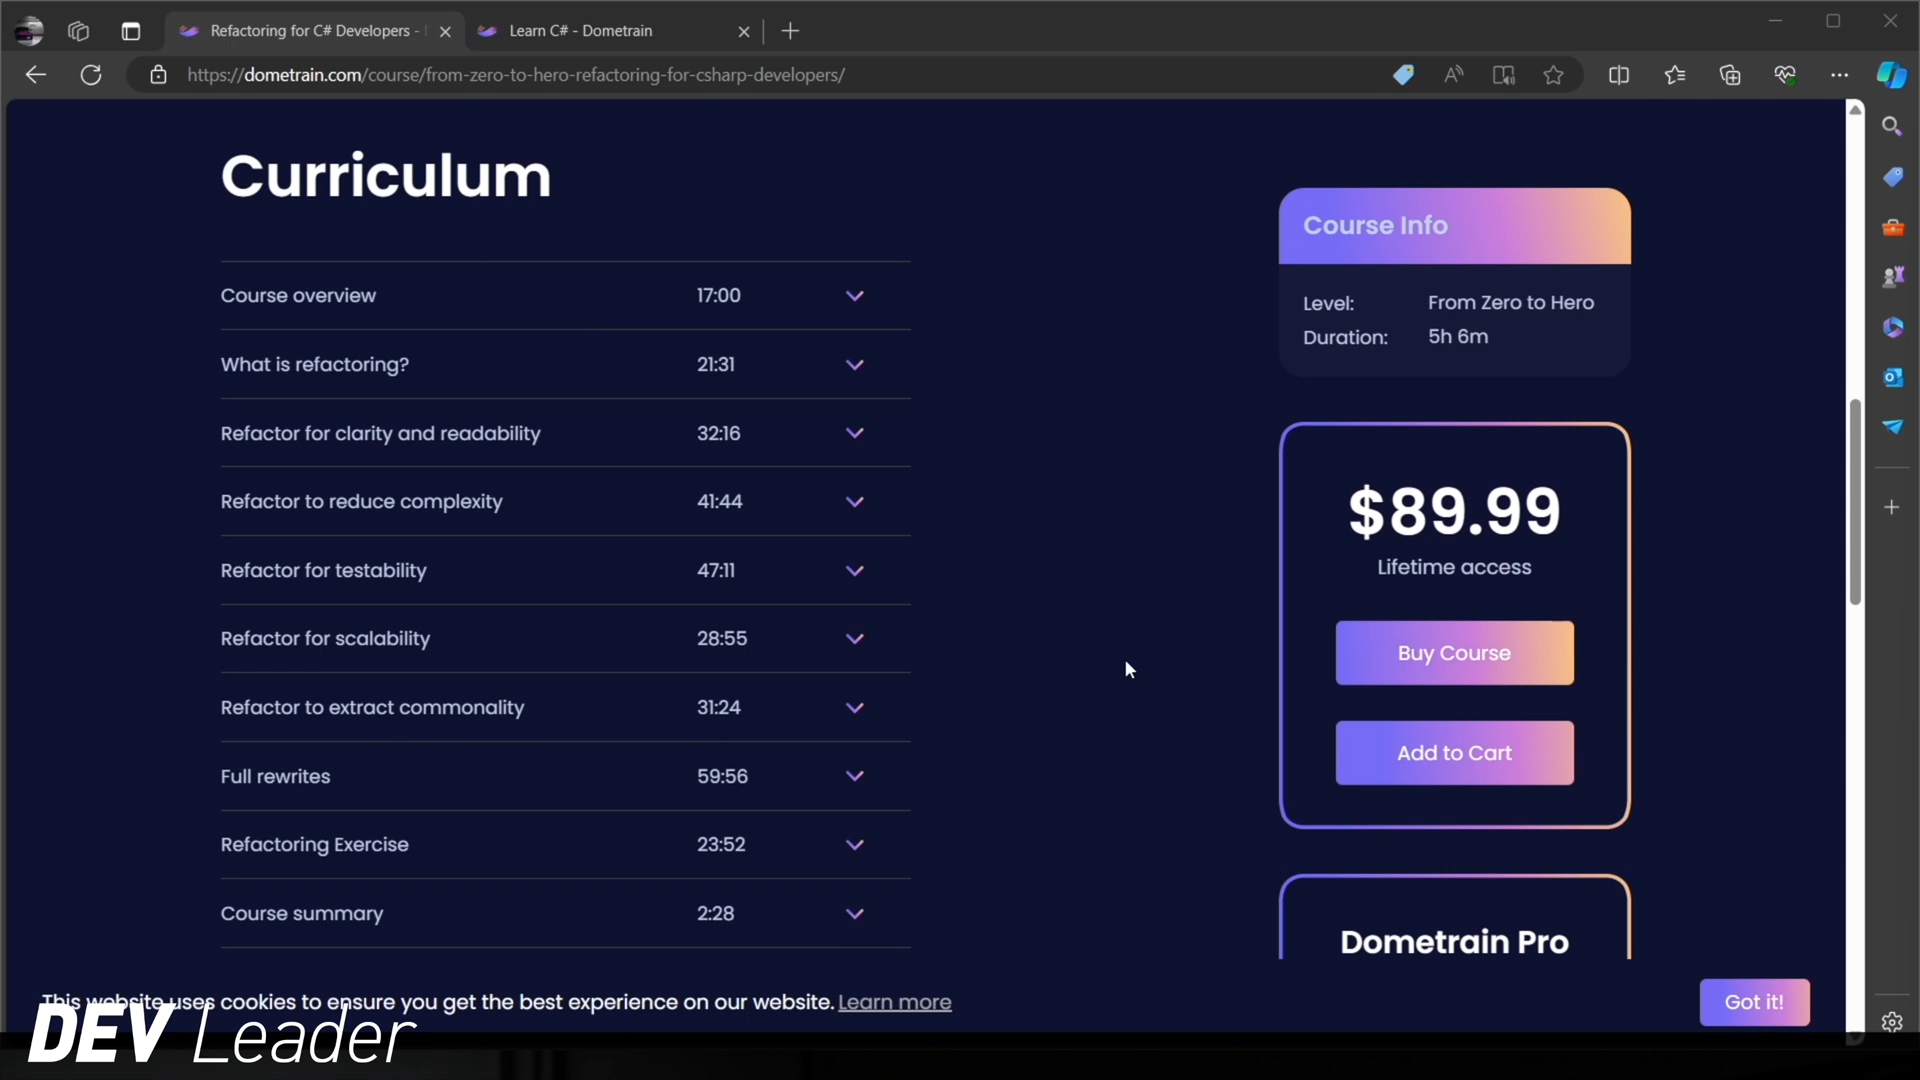 Refactoring for C# Developers -
Learn C# - Dometrain
https://dometrain.com/course/from-zero-to-hero-refactoring-for-csharp-developers/
Curriculum
Course overview 17:00
What is refactoring? 21:31
Refactor for clarity and readability 32:16
Refactor to reduce complexity 41:44
Refactor for testability 47:11
Refactor for scalability 28:55
Refactor to extract commonality 31:24
Full rewrites 59:56
Refactoring Exercise 23:52
Course summary 2:28
Course Info
Level: From Zero to Hero
Duration: 5h 6m
$89.99
Lifetime access
Buy Course
Add to Cart
Dometrain Pro
This website uses cookies to ensure you get the best experience on our website. Learn more
Got it!
DEV Leader